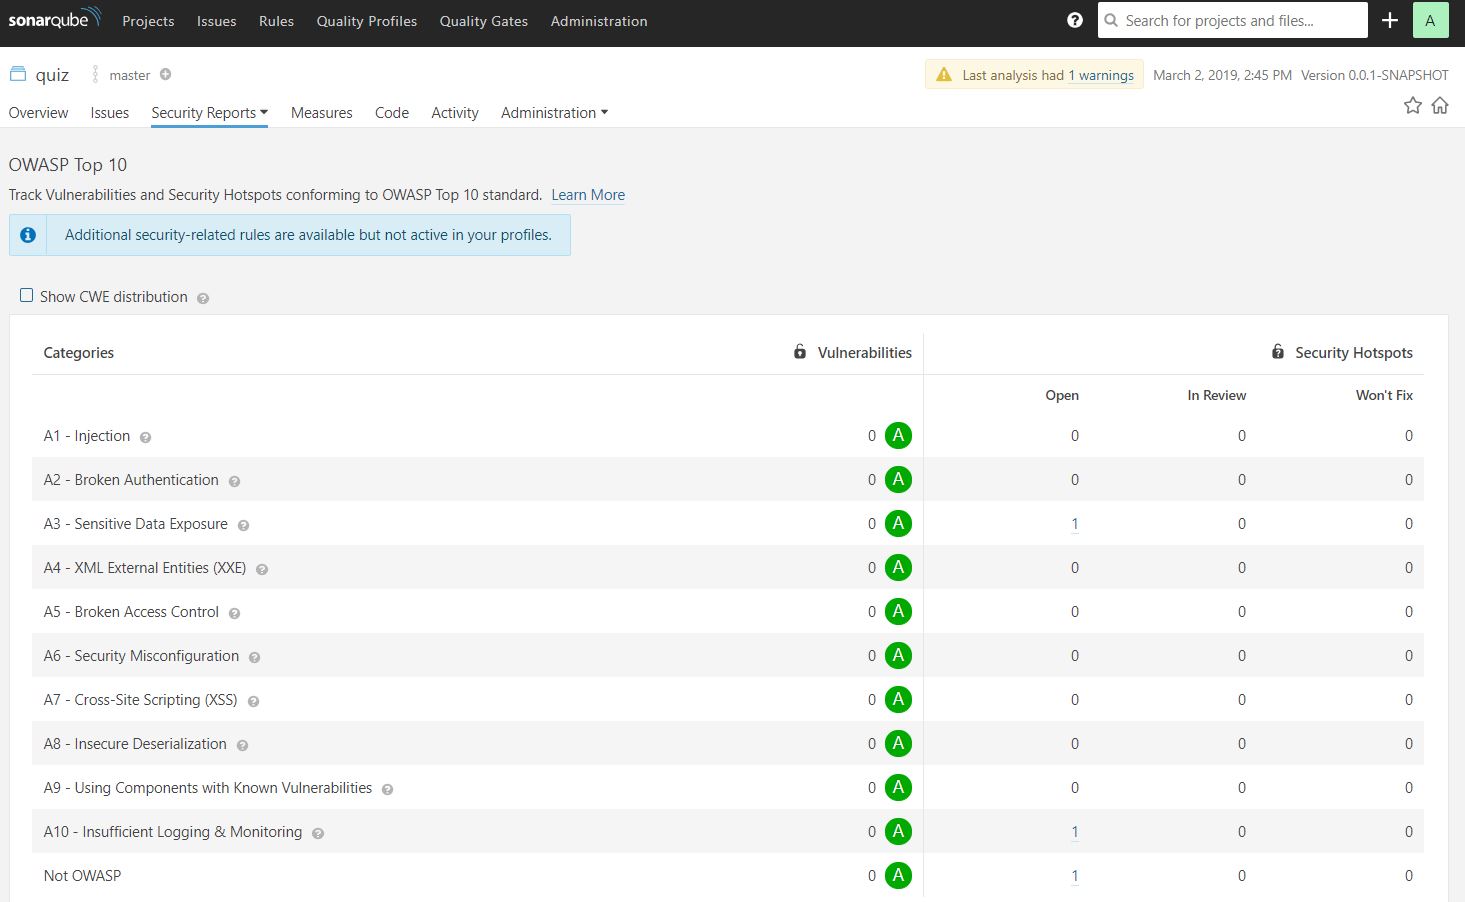 sonarqube Projects Issues Rules Quality Profiles Quality Gates Administration ? Search for projects and files... + A
quiz master Last analysis had 1 warnings March 2, 2019, 2:45 PM Version 0.0.1-SNAPSHOT
Overview Issues Security Reports Measures Code Activity Administration
OWASP Top 10
Track Vulnerabilities and Security Hotspots conforming to OWASP Top 10 standard. Learn More
Additional security-related rules are available but not active in your profiles.
Show CWE distribution ?
Categories Vulnerabilities Security Hotspots
Open In Review Won't Fix
A1 - Injection ? 0 A 0 0 0
A2 - Broken Authentication ? 0 A 0 0 0
A3 - Sensitive Data Exposure ? 0 A 1 0 0
A4 - XML External Entities (XXE) ? 0 A 0 0 0
A5 - Broken Access Control ? 0 A 0 0 0
A6 - Security Misconfiguration ? 0 A 0 0 0
A7 - Cross-Site Scripting (XSS) ? 0 A 0 0 0
A8 - Insecure Deserialization ? 0 A 0 0 0
A9 - Using Components with Known Vulnerabilities ? 0 A 0 0 0
A10 - Insufficient Logging & Monitoring ? 0 A 1 0 0
Not OWASP 0 A 1 0 0